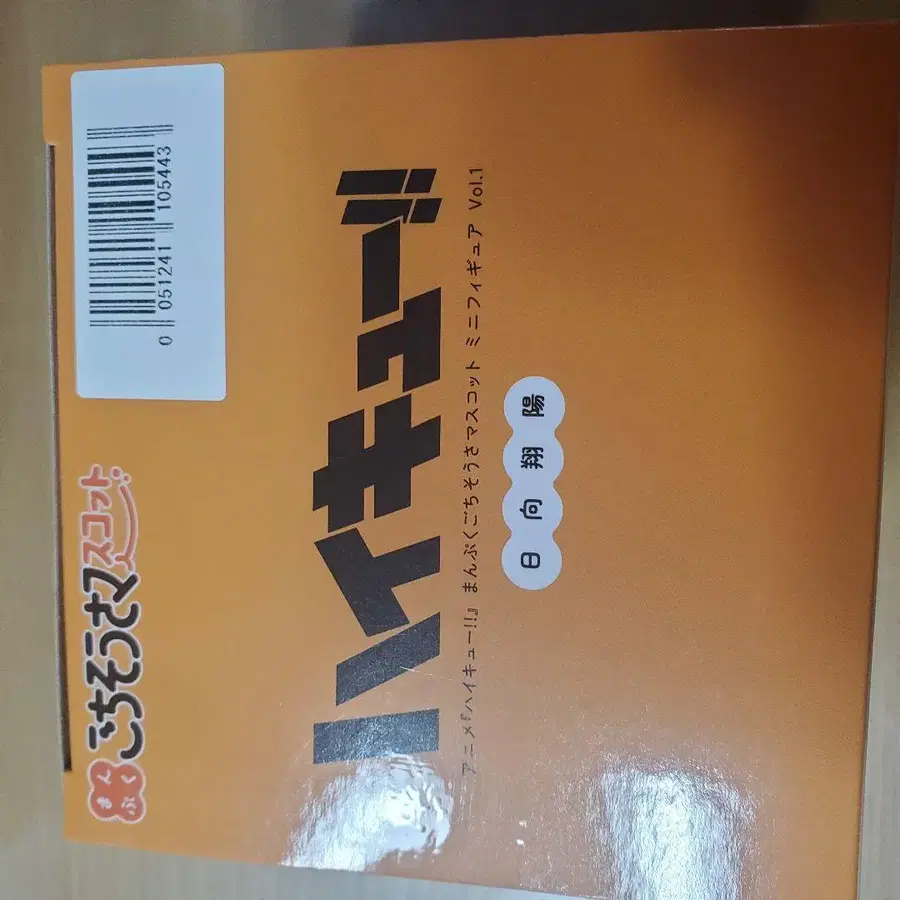 まんぷく
ごちそうさマスコット
0 051241 105443
ハイキュー!!
アニメ『ハイキュー!!』 まんぷくごちそうさマスコット ミニフィギュア Vol.1
日向翔陽